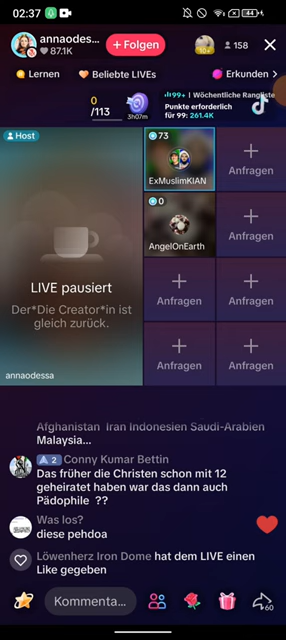 02:37
44
annaodes...
87.1K
+ Folgen
10+
158
Lernen
Beliebte LIVEs
Erkunden
0
/113
3h07m
99+
Wöchentliche Rangliste
Punkte erforderlich
für 99: 261.4K
Host
73
ExMuslimKIAN
Anfragen
0
AngelOnEarth
Anfragen
LIVE pausiert
Der*Die Creator*in ist
gleich zurück.
annaodessa
Anfragen
Anfragen
Anfragen
Anfragen
Afghanistan Iran Indonesien Saudi-Arabien
Malaysia...
2 Conny Kumar Bettin
Das früher die Christen schon mit 12
geheiratet haben war das dann auch
Pädophile ??
Was los?
diese pehdoa
Löwenherz Iron Dome hat dem LIVE einen
Like gegeben
Kommenta...
60